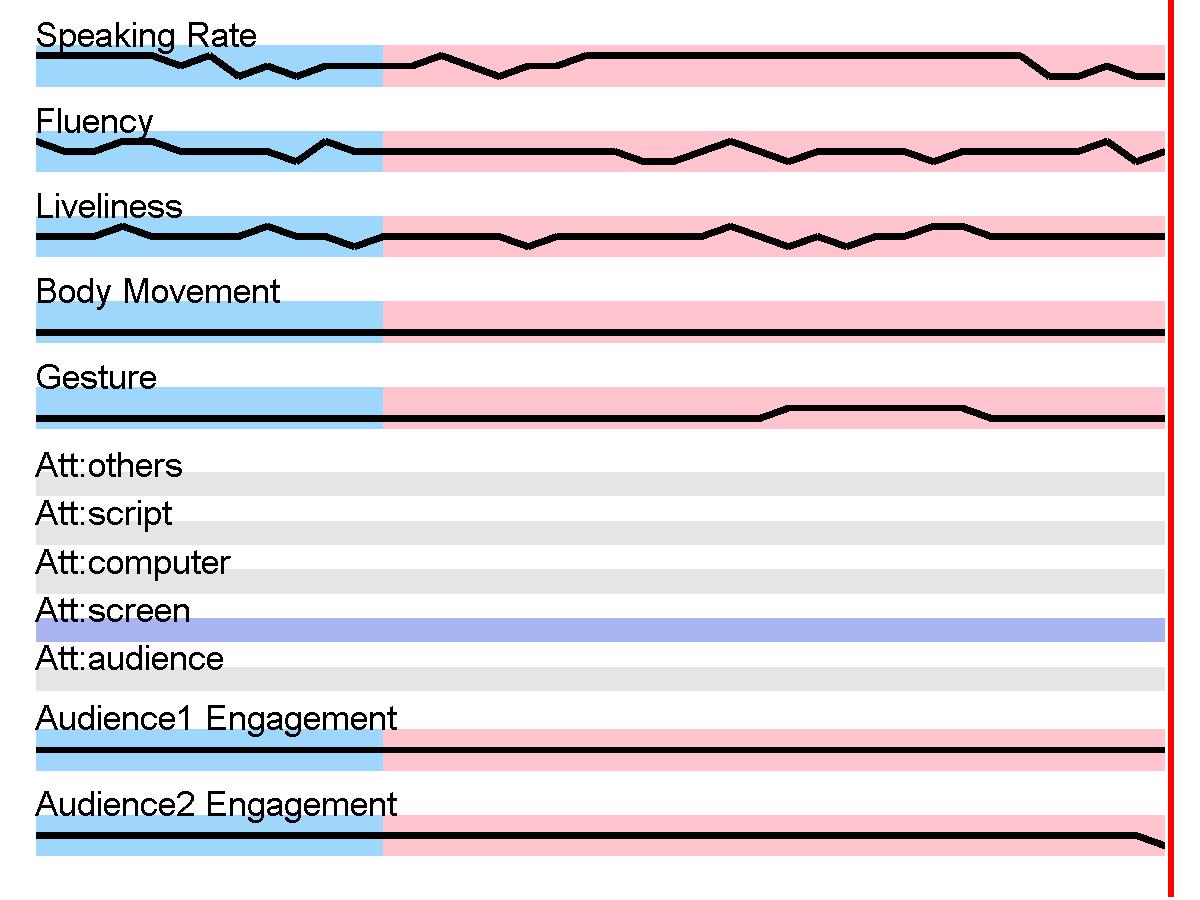 Speaking Rate
Fluency
Liveliness
Body Movement
Gesture
Att:others
Att:script
Att:computer
Att:screen
Att:audience
Audience1 Engagement
Audience2 Engagement